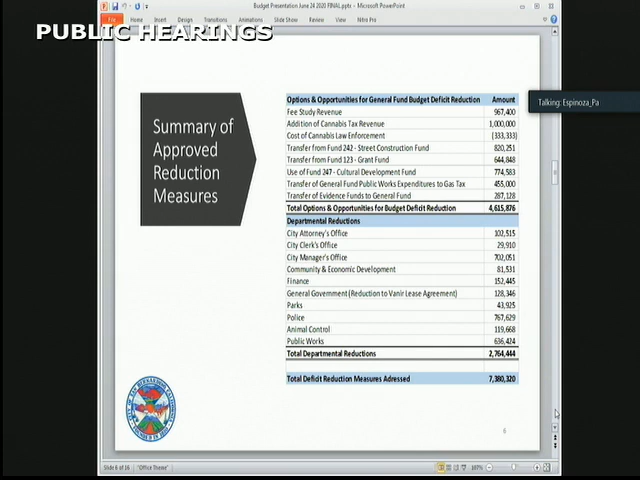 Budget Presentation June 24 2020 FINAL.pptx - Microsoft PowerPoint
File Home Insert Design Transitions Animations Slide Show Review View Nitro Pro
PUBLIC HEARINGS
Talking: Espinoza_Pa
Summary of
Approved
Reduction
Measures
Options & Opportunities for General Fund Budget Deficit Reduction Amount
Fee Study Revenue 967,400
Addition of Cannabis Tax Revenue 1,000,000
Cost of Cannabis Law Enforcement (333,333)
Transfer from Fund 242 - Street Construction Fund 820,251
Transfer from Fund 123 - Grant Fund 644,848
Use of Fund 247 - Cultural Development Fund 774,583
Transfer of General Fund Public Works Expenditures to Gas Tax 455,000
Transfer of Evidence Funds to General Fund 287,128
Total Options & Opportunities for Budget Deficit Reduction 4,615,876
Departmental Reductions
City Attorney's Office 102,515
City Clerk's Office 29,910
City Manager's Office 702,051
Community & Economic Development 81,531
Finance 152,445
General Government (Reduction to Vanir Lease Agreement) 128,346
Parks 43,925
Police 767,629
Animal Control 119,668
Public Works 636,424
Total Departmental Reductions 2,764,444
Total Deficit Reduction Measures Adressed 7,380,320
6
Slide 6 of 16 "Office Theme" 107%